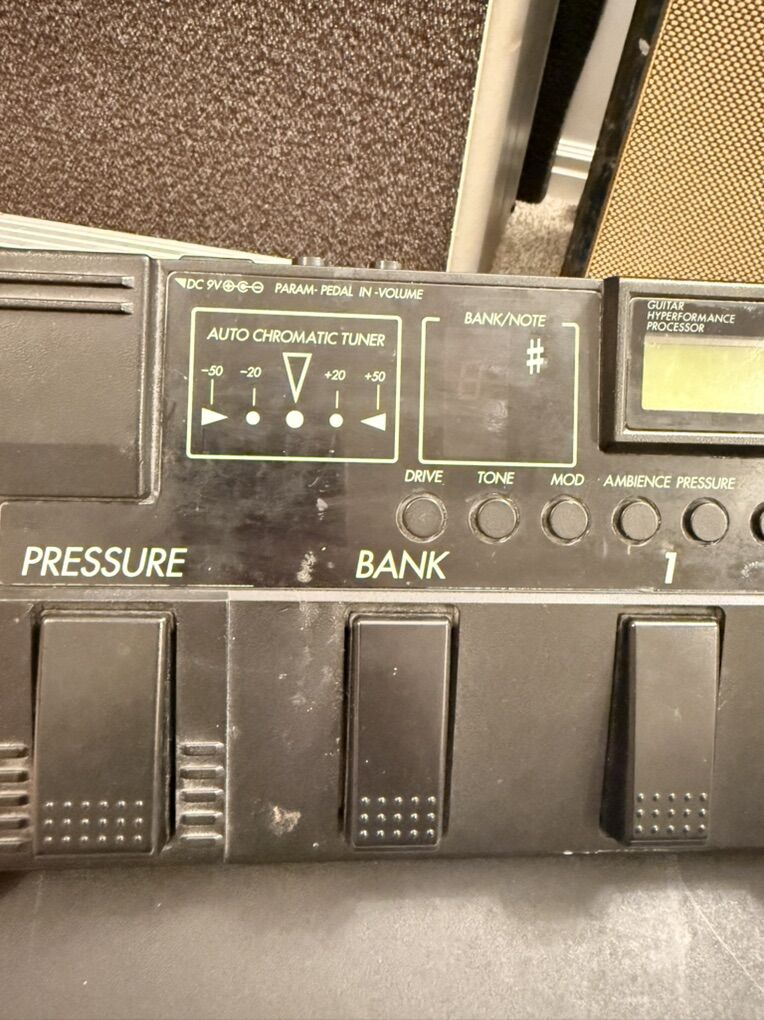 DC 9V PARAM- PEDAL IN -VOLUME
AUTO CHROMATIC TUNER
-50 -20 +20 +50
BANK/NOTE
#
GUITAR
HYPERFORMANCE
PROCESSOR
DRIVE TONE MOD AMBIENCE PRESSURE
PRESSURE BANK 1